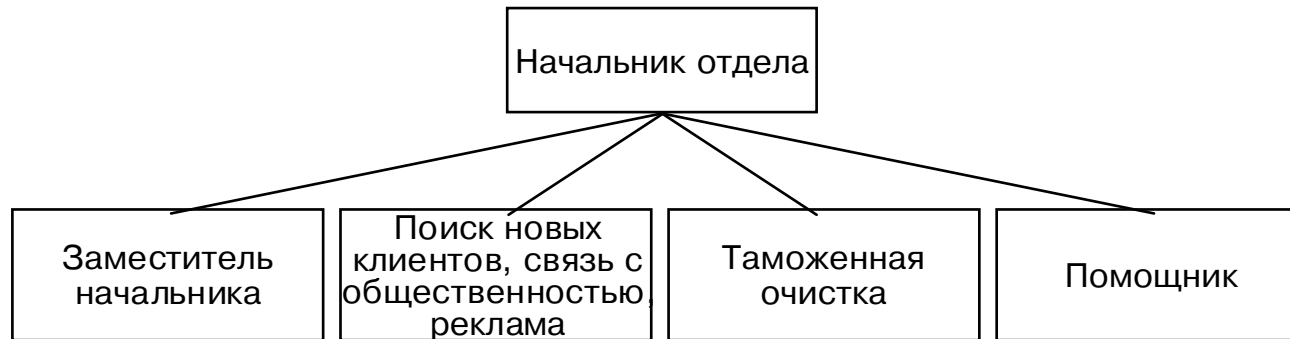 Начальник отдела
Заместитель
начальника
Поиск новых
клиентов, связь с
общественностью,
реклама
Таможенная
очистка
Помощник